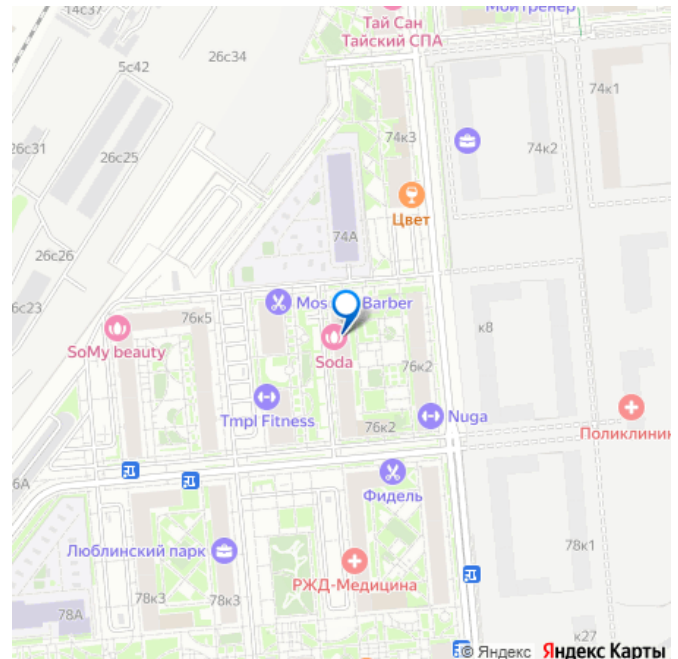 14с37
Мойтренер
Тай Сан
Тайский СПА
5с42
26с34
74к1
74к3
26с31
26с25
74к2
Цвет
74А
26с26
26с23
Mos
Barber
76к5
к8
SoMy beauty
Soda
76к2
Tmpl Fitness
Nuga
76к2
Поликлиник
6А
Фидель
Люблинский парк
78к1
РЖД-Медицина
78А
78к3
78к3
к27
© Яндекс Яндекс Карты